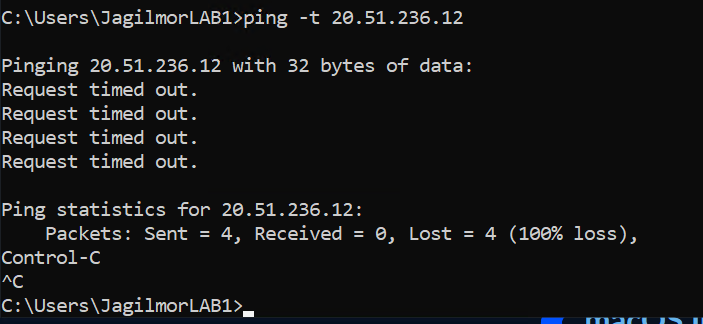 C:\Users\JagilmorLAB1>ping -t 20.51.236.12
Pinging 20.51.236.12 with 32 bytes of data:
Request timed out.
Request timed out.
Request timed out.
Request timed out.
Ping statistics for 20.51.236.12:
    Packets: Sent = 4, Received = 0, Lost = 4 (100% loss),
Control-C
^C
C:\Users\JagilmorLAB1>
macOS